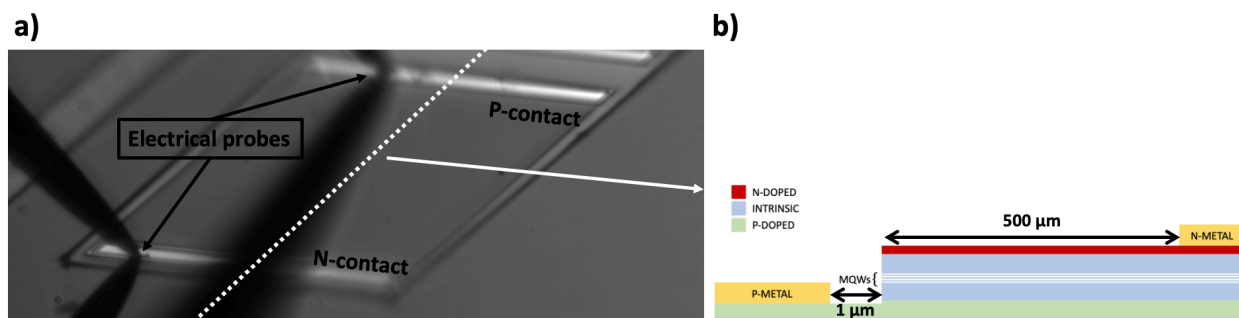 a)
Electrical probes
P-contact
N-contact
b)
N-DOPED
INTRINSIC
P-DOPED
500 µm
N-METAL
MQWs{
P-METAL
1 µm